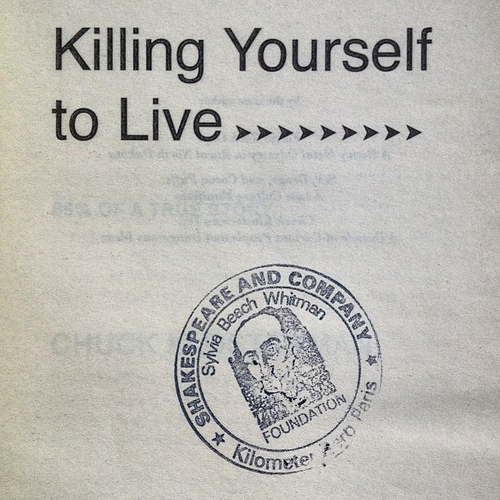 Killing Yourself
to Live
SHAKESPEARE AND COMPANY
Sylvia Beach Whitman
FOUNDATION
Kilometer Zero Paris